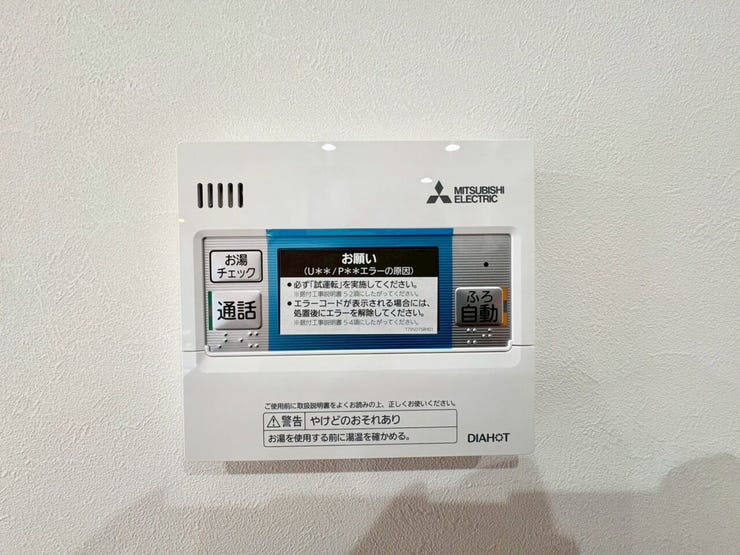 MITSUBISHI
ELECTRIC
お湯
チェック
通話
お願い
(U**/P**エラーの原因)
●必ず「試運転」を実施してください。
※据付工事説明書 5-2項にしたがってください。
●エラーコードが表示される場合には、
処置後にエラーを解除してください。
※据付工事説明書 5-4項にしたがってください。
ふろ
自動
ご使用前に取扱説明書をよくお読みの上、正しくお使いください。
⚠警告 やけどのおそれあり
お湯を使用する前に湯温を確かめる。
DIAHOT